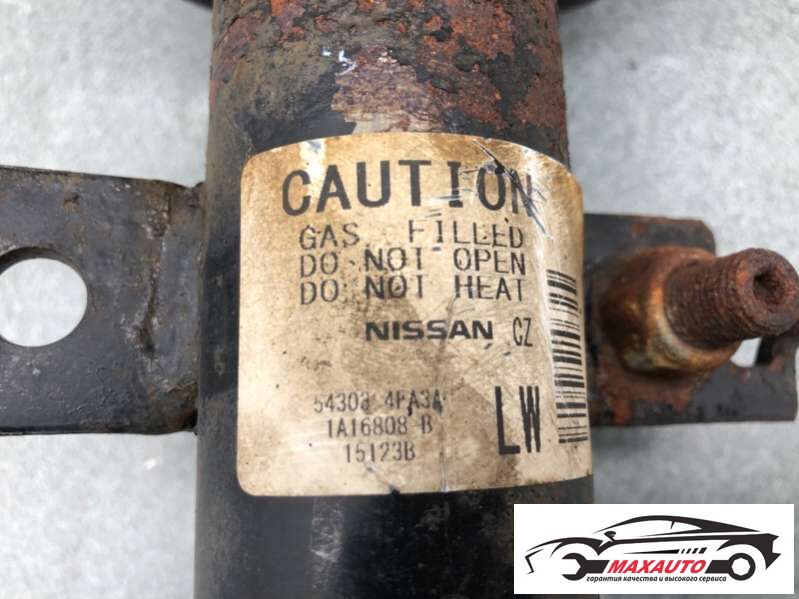 CAUTION
GAS FILLED
DO NOT OPEN
DO NOT HEAT
NISSAN CZ
54303
1A16808 B
15123B
LW
MAXAUTO
гарантия качества и высокого сервиса